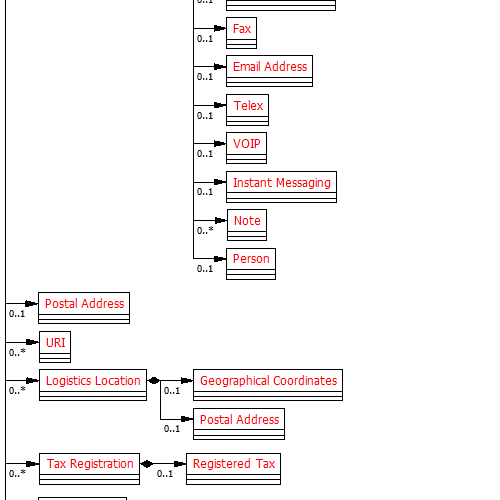 0..1
Fax
0..1
Email Address
0..1
Telex
0..1
VOIP
0..1
Instant Messaging
0..1
Note
0..*
Person
0..1
Postal Address
0..1
URI
0..*
Logistics Location
0..*
Geographical Coordinates
0..1
Postal Address
0..1
Tax Registration
0..*
Registered Tax
0..1